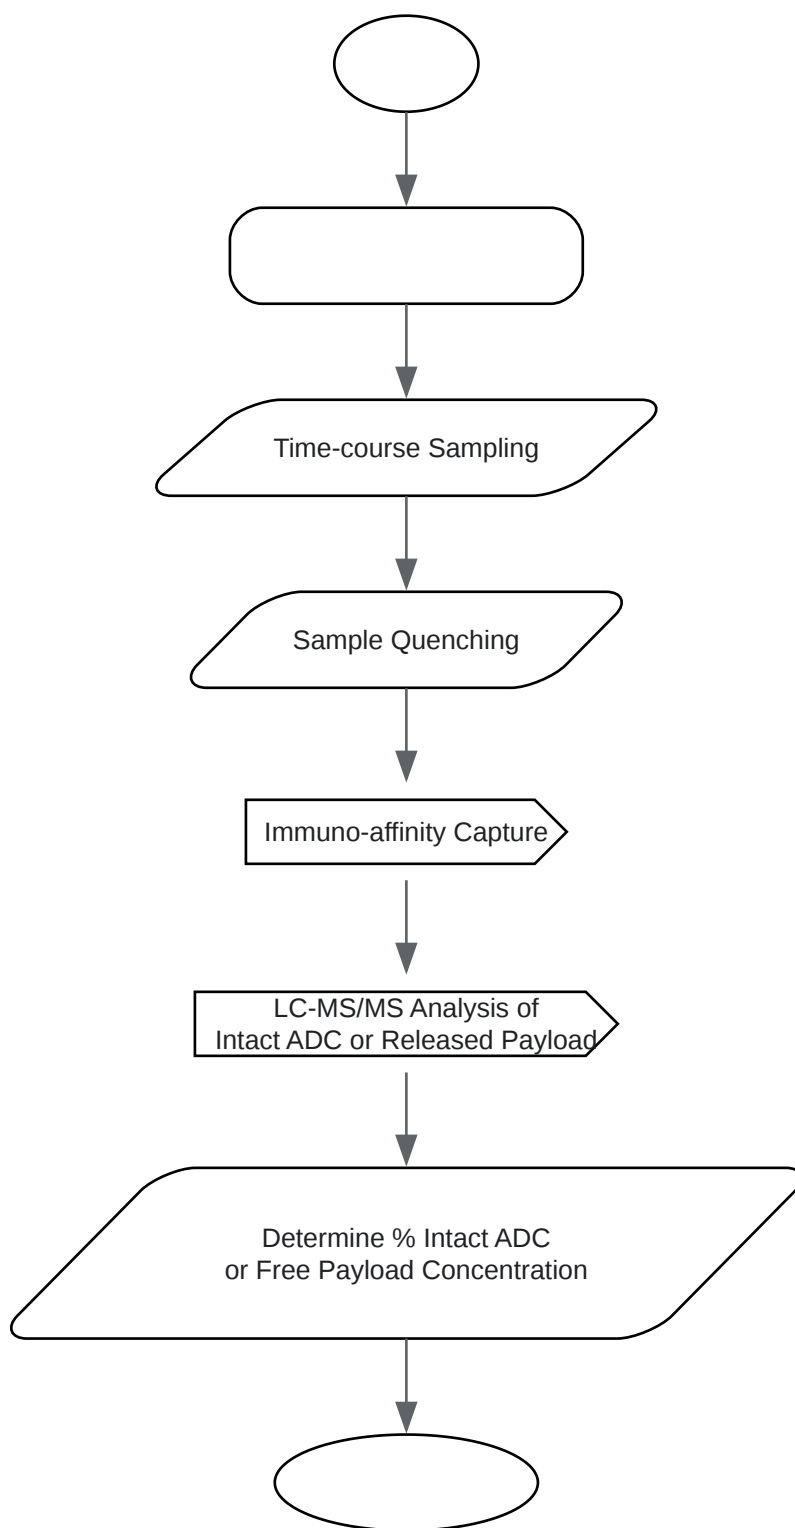 Time-course Sampling
Sample Quenching
Immuno-affinity Capture
LC-MS/MS Analysis of
Intact ADC or Released Payload
Determine % Intact ADC
or Free Payload Concentration